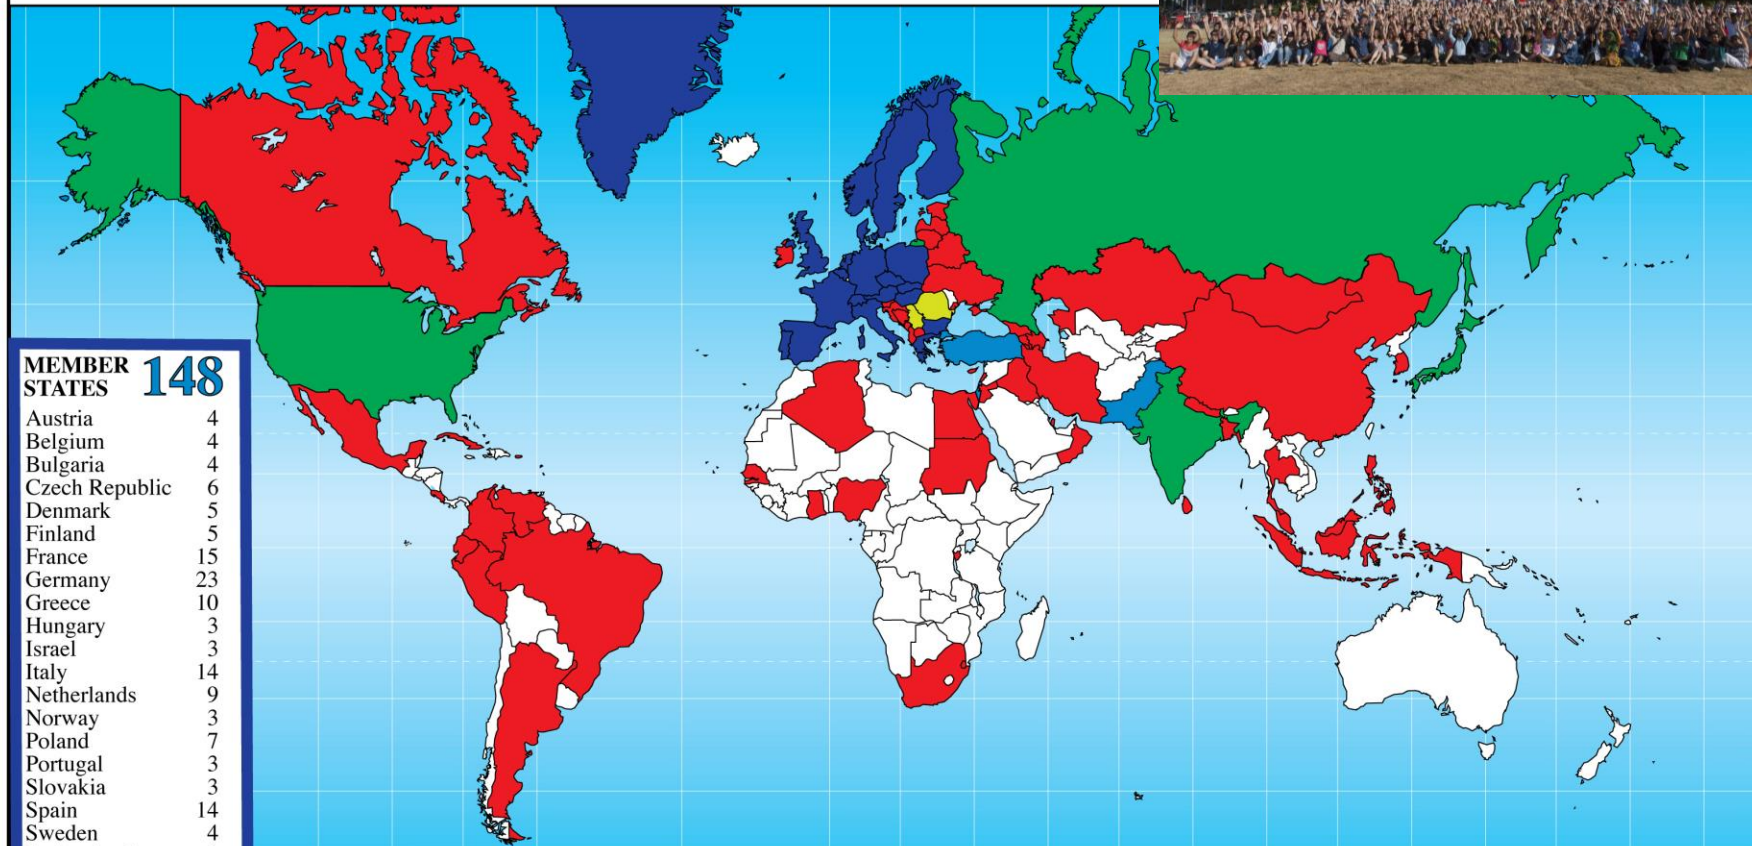 MEMBER STATES 148
Austria 4
Belgium 4
Bulgaria 4
Czech Republic 6
Denmark 5
Finland 5
France 15
Germany 23
Greece 10
Hungary 3
Israel 3
Italy 14
Netherlands 9
Norway 3
Poland 7
Portugal 3
Slovakia 3
Spain 14
Sweden 4